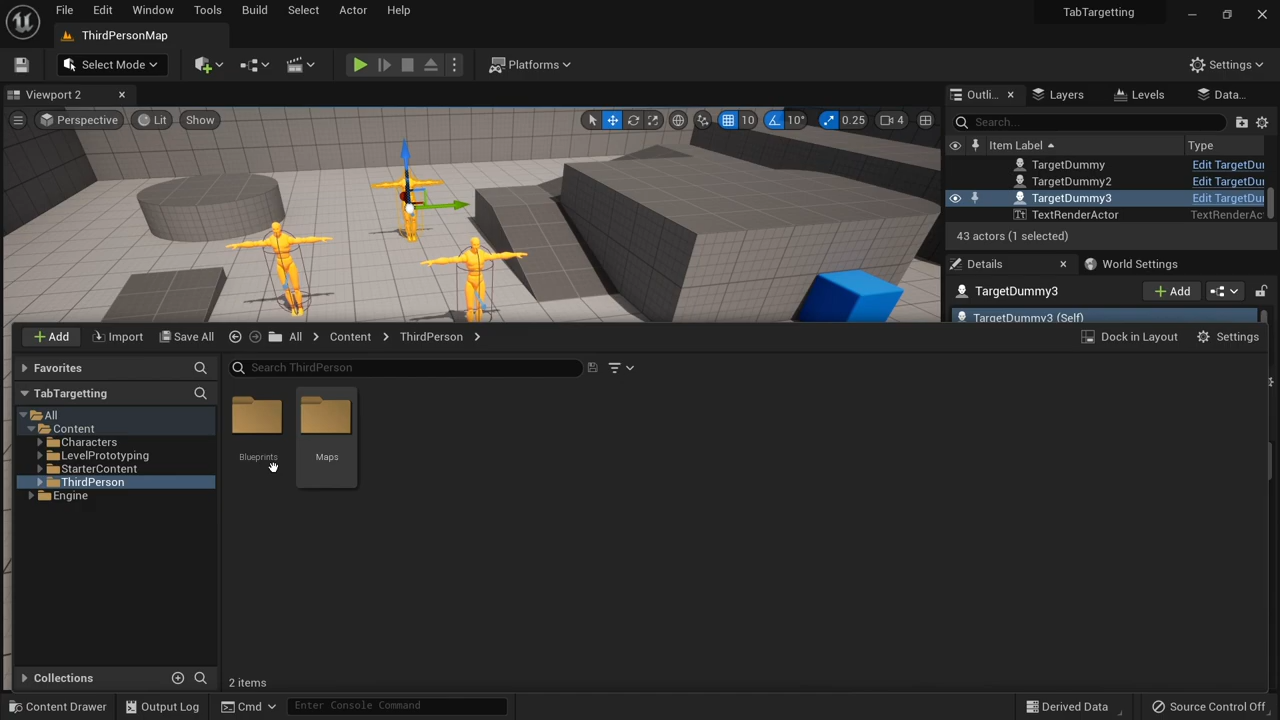 File Edit Window Tools Build Select Actor Help
TabTargetting
ThirdPersonMap
Select Mode
Platforms
Settings
Viewport 2
Outli...
Layers
Levels
Data...
Perspective
Lit
Show
10
10°
0.25
4
Search...
Item Label
Type
TargetDummy
Edit TargetDu
TargetDummy2
Edit TargetDu
TargetDummy3
Edit TargetDu
TextRenderActor
TextRenderAc
43 actors (1 selected)
Details
World Settings
TargetDummy3
Add
TargetDummy3 (Self)
Add
Import
Save All
All
Content
ThirdPerson
Dock in Layout
Settings
Favorites
Search ThirdPerson
TabTargetting
All
Content
Characters
LevelPrototyping
StarterContent
ThirdPerson
Engine
Blueprints
Maps
Collections
2 items
Content Drawer
Output Log
Cmd
Enter Console Command
Derived Data
Source Control Off